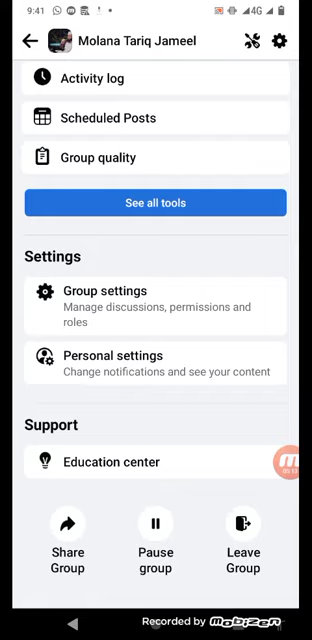 9:41
4G
Molana Tariq Jameel
Activity log
Scheduled Posts
Group quality
See all tools
Settings
Group settings
Manage discussions, permissions and
roles
Personal settings
Change notifications and see your content
Support
Education center
Share
Group
Pause
group
Leave
Group
Recorded by mobizen